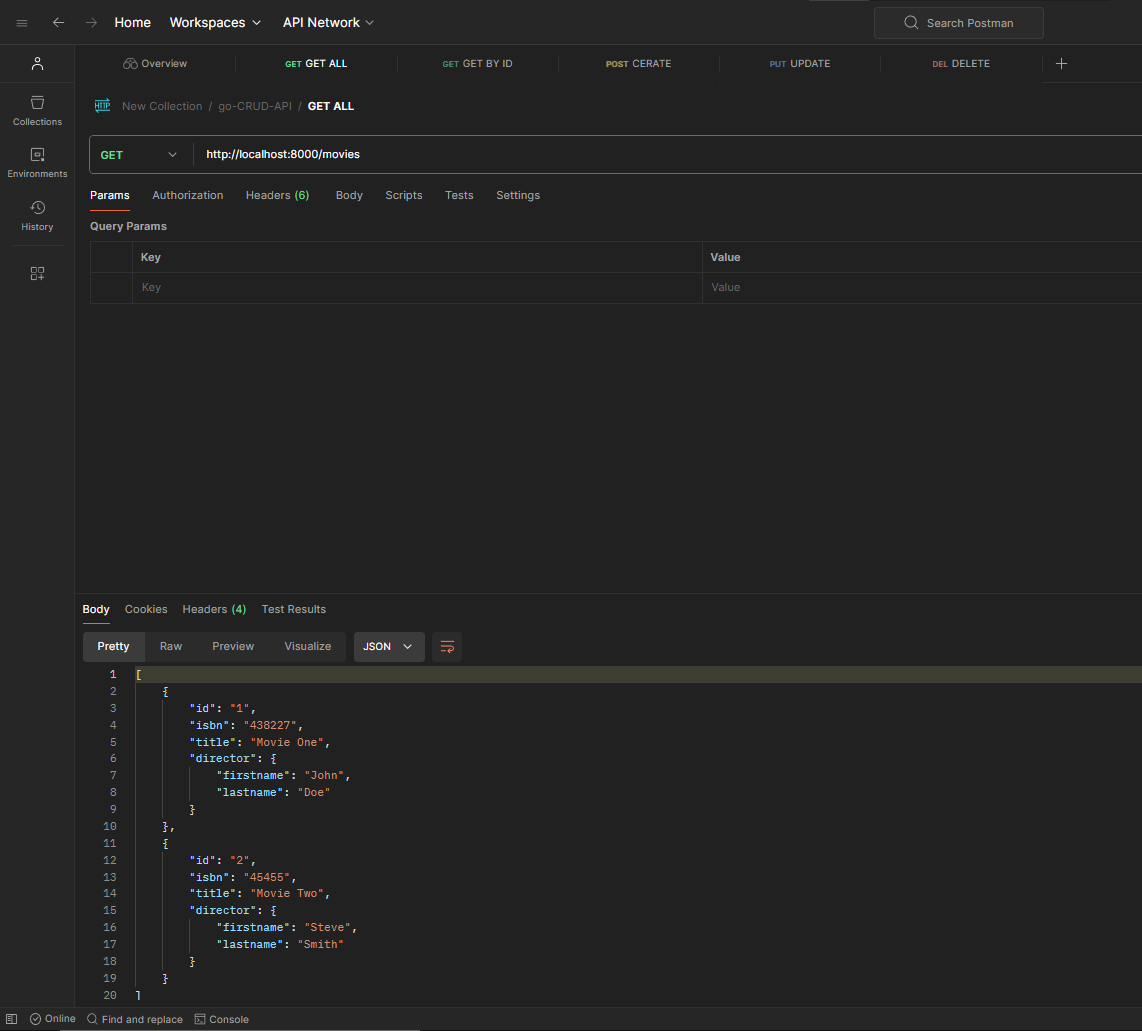 Home Workspaces API Network Search Postman
Overview GET GET ALL GET GET BY ID POST CERATE PUT UPDATE DEL DELETE
HTTP New Collection / go-CRUD-API / GET ALL
GET http://localhost:8000/movies
Params Authorization Headers (6) Body Scripts Tests Settings
Query Params
Key Value
Key Value
Collections
Environments
History
Body Cookies Headers (4) Test Results
Pretty Raw Preview Visualize JSON
1 [
2 {
3 "id": "1",
4 "isbn": "438227",
5 "title": "Movie One",
6 "director": {
7 "firstname": "John",
8 "lastname": "Doe"
9 }
10 },
11 {
12 "id": "2",
13 "isbn": "45455",
14 "title": "Movie Two",
15 "director": {
16 "firstname": "Steve",
17 "lastname": "Smith"
18 }
19 }
20 ]
Online Find and replace Console